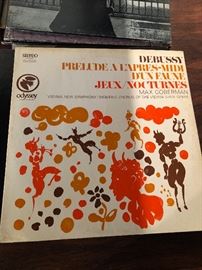 STEREO
DEBUSSY
PRELUDE A L'APRES-MIDI
D'UN FAUNE
JEUX/NOCTURNES
MAX GOBERMAN
VIENNA NEW SYMPHONY
CHORUS OF THE VIENNA STATE OPERA
odyssey